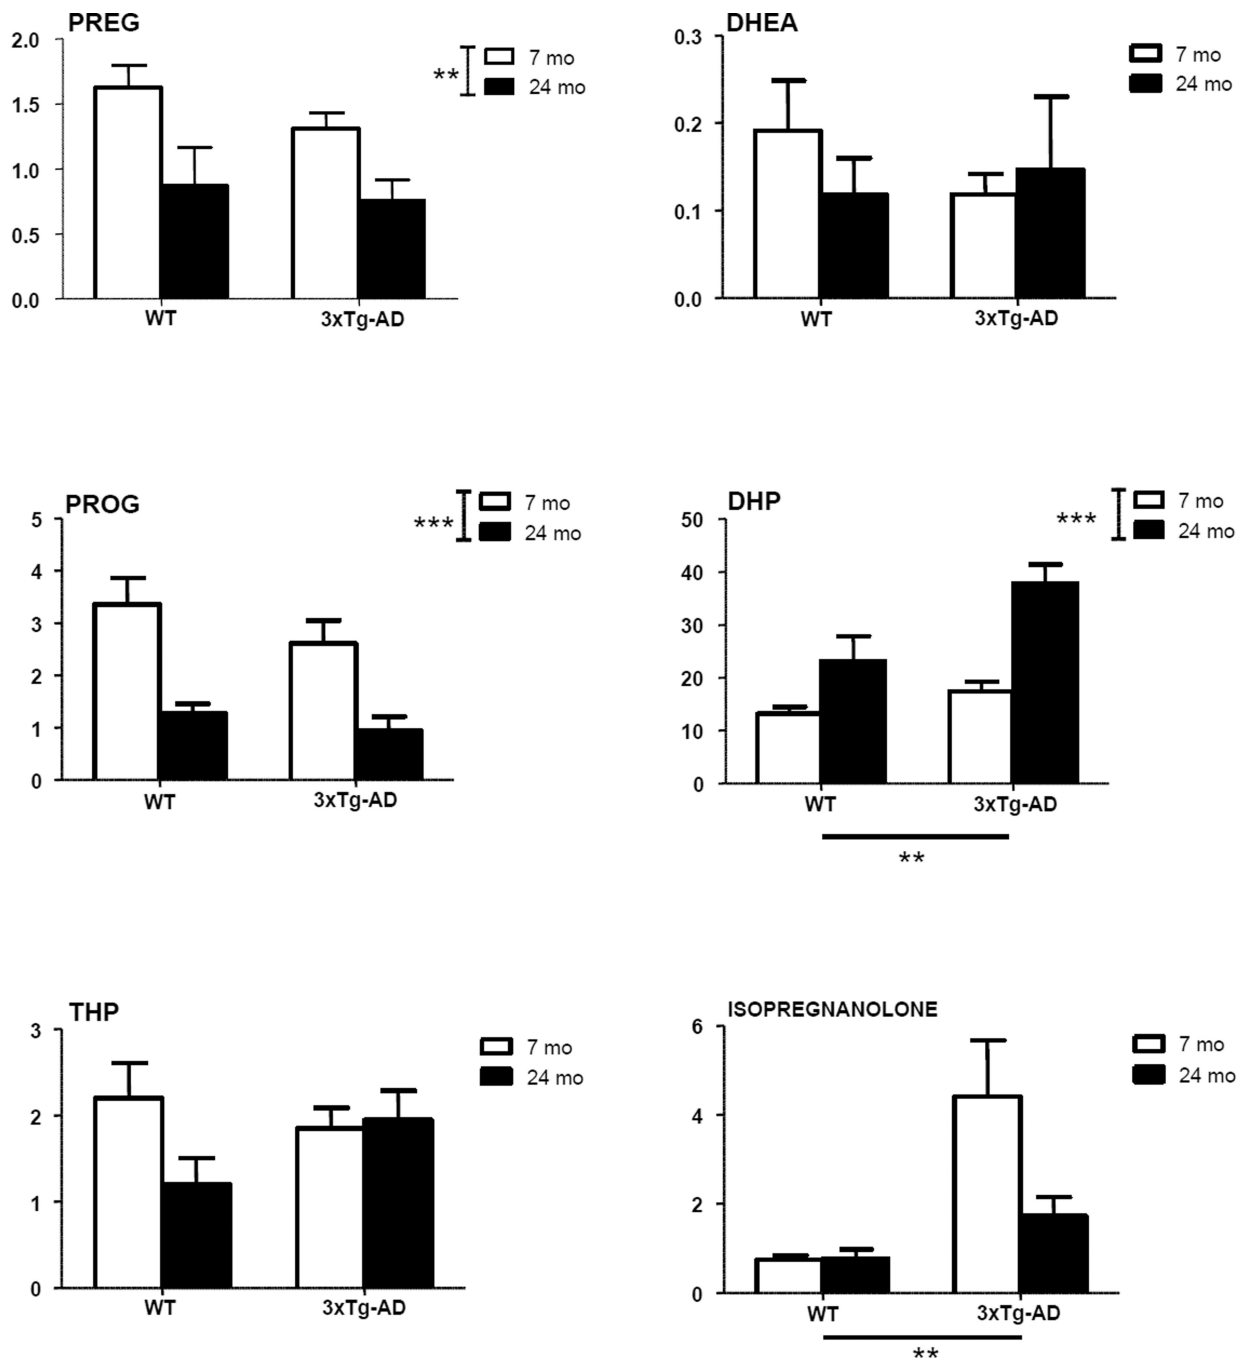 PREG
2.0
1.5
1.0
0.5
0.0
**
7 mo
24 mo
WT
3xTg-AD
DHEA
0.3
0.2
0.1
0.0
7 mo
24 mo
WT
3xTg-AD
PROG
5
4
3
2
1
0
***
7 mo
24 mo
WT
3xTg-AD
DHP
50
40
30
20
10
0
***
7 mo
24 mo
WT
3xTg-AD
**
THP
3
2
1
0
7 mo
24 mo
WT
3xTg-AD
ISOPREGNANOLONE
6
4
2
0
7 mo
24 mo
WT
3xTg-AD
**